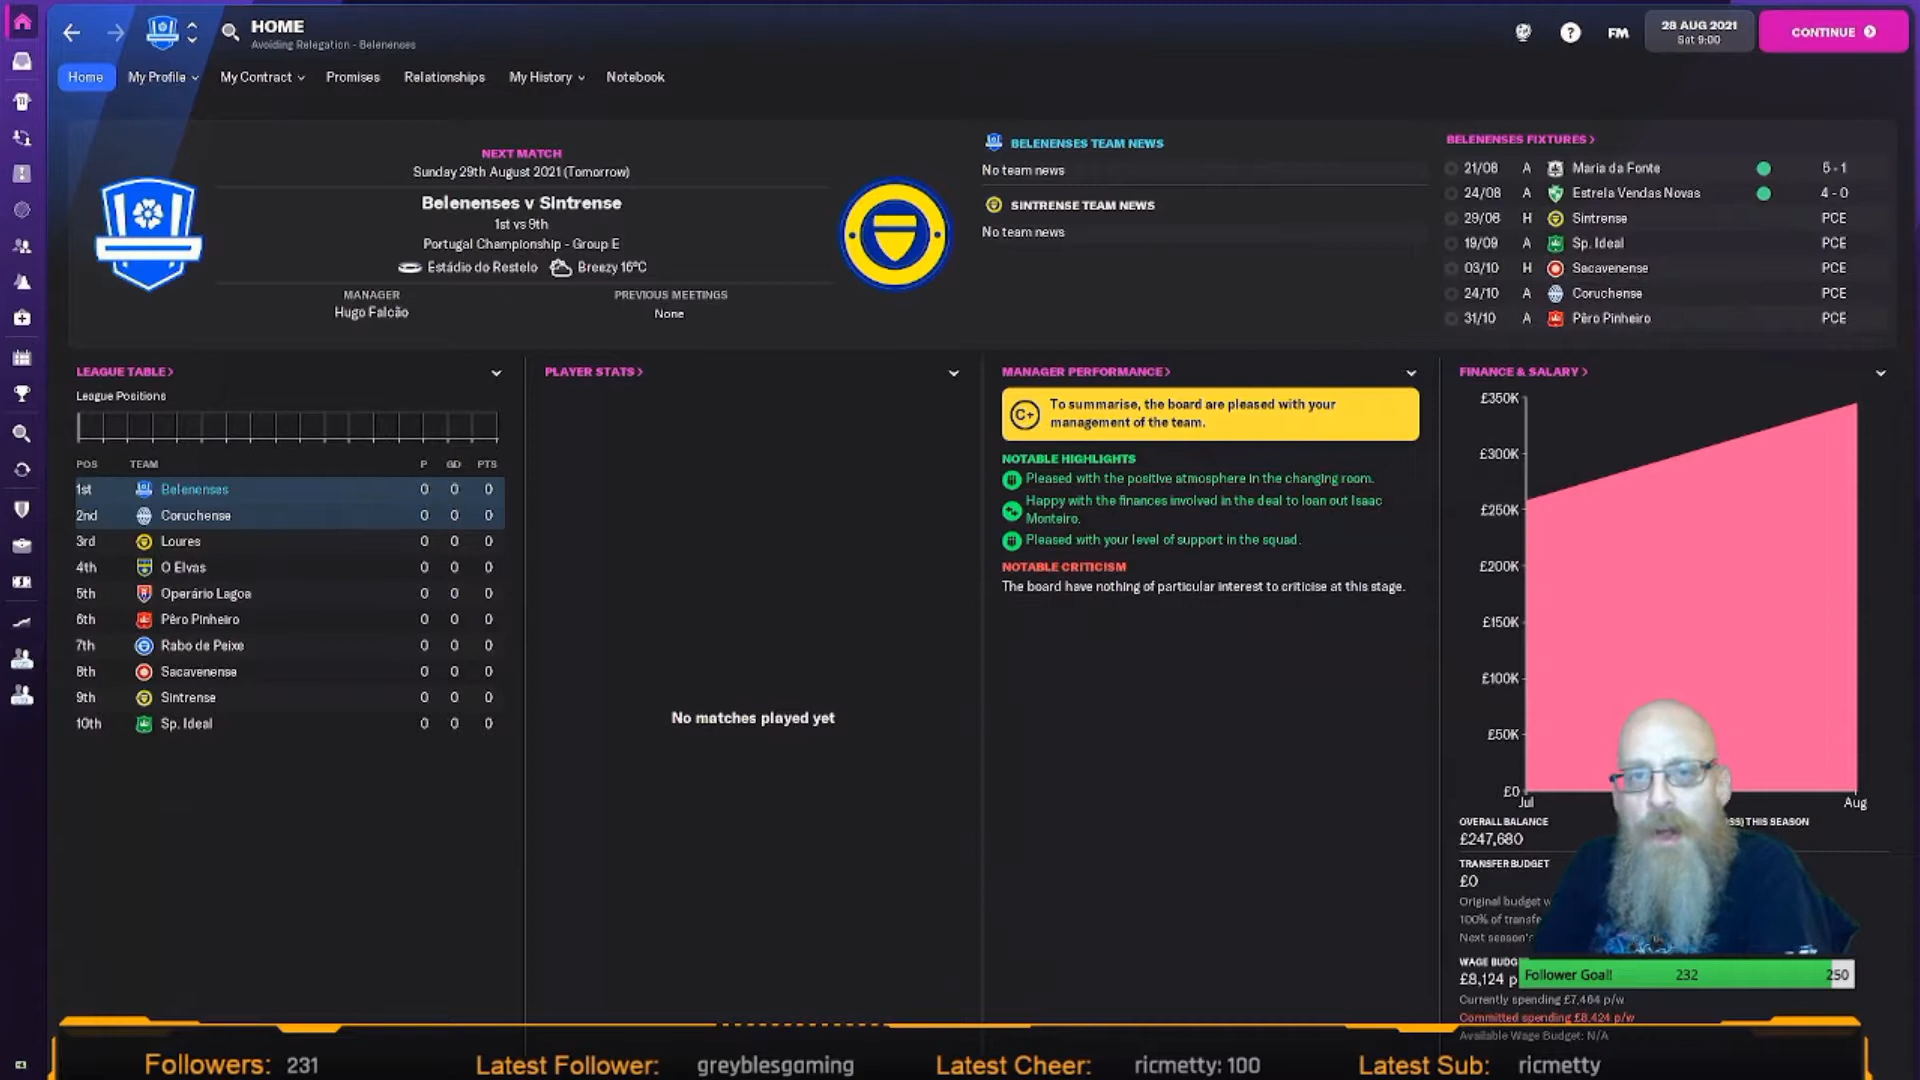 HOME
Avoiding Relegation - Belenenses
FM
28 AUG 2021
Sat 9:00
CONTINUE
Home
My Profile
My Contract
Promises
Relationships
My History
Notebook
NEXT MATCH
Sunday 29th August 2021 (Tomorrow)
Belenenses v Sintrense
1st vs 9th
Portugal Championship - Group E
Estádio do Restelo
Breezy 16°C
MANAGER
Hugo Falcão
PREVIOUS MEETINGS
None
BELENENSES TEAM NEWS
No team news
SINTRENSE TEAM NEWS
No team news
BELENENSES FIXTURES >
21/08 A Maria da Fonte 5 - 1
24/08 A Estrela Vendas Novas 4 - 0
29/08 H Sintrense PCE
19/09 A Sp. Ideal PCE
03/10 H Sacavenense PCE
24/10 A Coruchense PCE
31/10 A Pêro Pinheiro PCE
LEAGUE TABLE >
League Positions
POS TEAM P GD PTS
1st Belenenses 0 0 0
2nd Coruchense 0 0 0
3rd Loures 0 0 0
4th O Elvas 0 0 0
5th Operário Lagoa 0 0 0
6th Pêro Pinheiro 0 0 0
7th Rabo de Peixe 0 0 0
8th Sacavenense 0 0 0
9th Sintrense 0 0 0
10th Sp. Ideal 0 0 0
PLAYER STATS >
No matches played yet
MANAGER PERFORMANCE >
C+
To summarise, the board are pleased with your
management of the team.
NOTABLE HIGHLIGHTS
Pleased with the positive atmosphere in the changing room.
Happy with the finances involved in the deal to loan out Isaac
Monteiro.
Pleased with your level of support in the squad.
NOTABLE CRITICISM
The board have nothing of particular interest to criticise at this stage.
FINANCE & SALARY >
£350K
£300K
£250K
£200K
£150K
£100K
£50K
£0
Jul
Aug
OVERALL BALANCE
£247,680
THIS SEASON
TRANSFER BUDGET
£0
Original budget
100% of
Next season's
WAGE
£8,124
Currently spending £7,464 p/w
Committed spending £8,424 p/w
Available Wage Budget: N/A
Follower Goal! 232 250
Followers: 231
Latest Follower: greyblesgaming
Latest Cheer: ricmetty: 100
Latest Sub: ricmetty